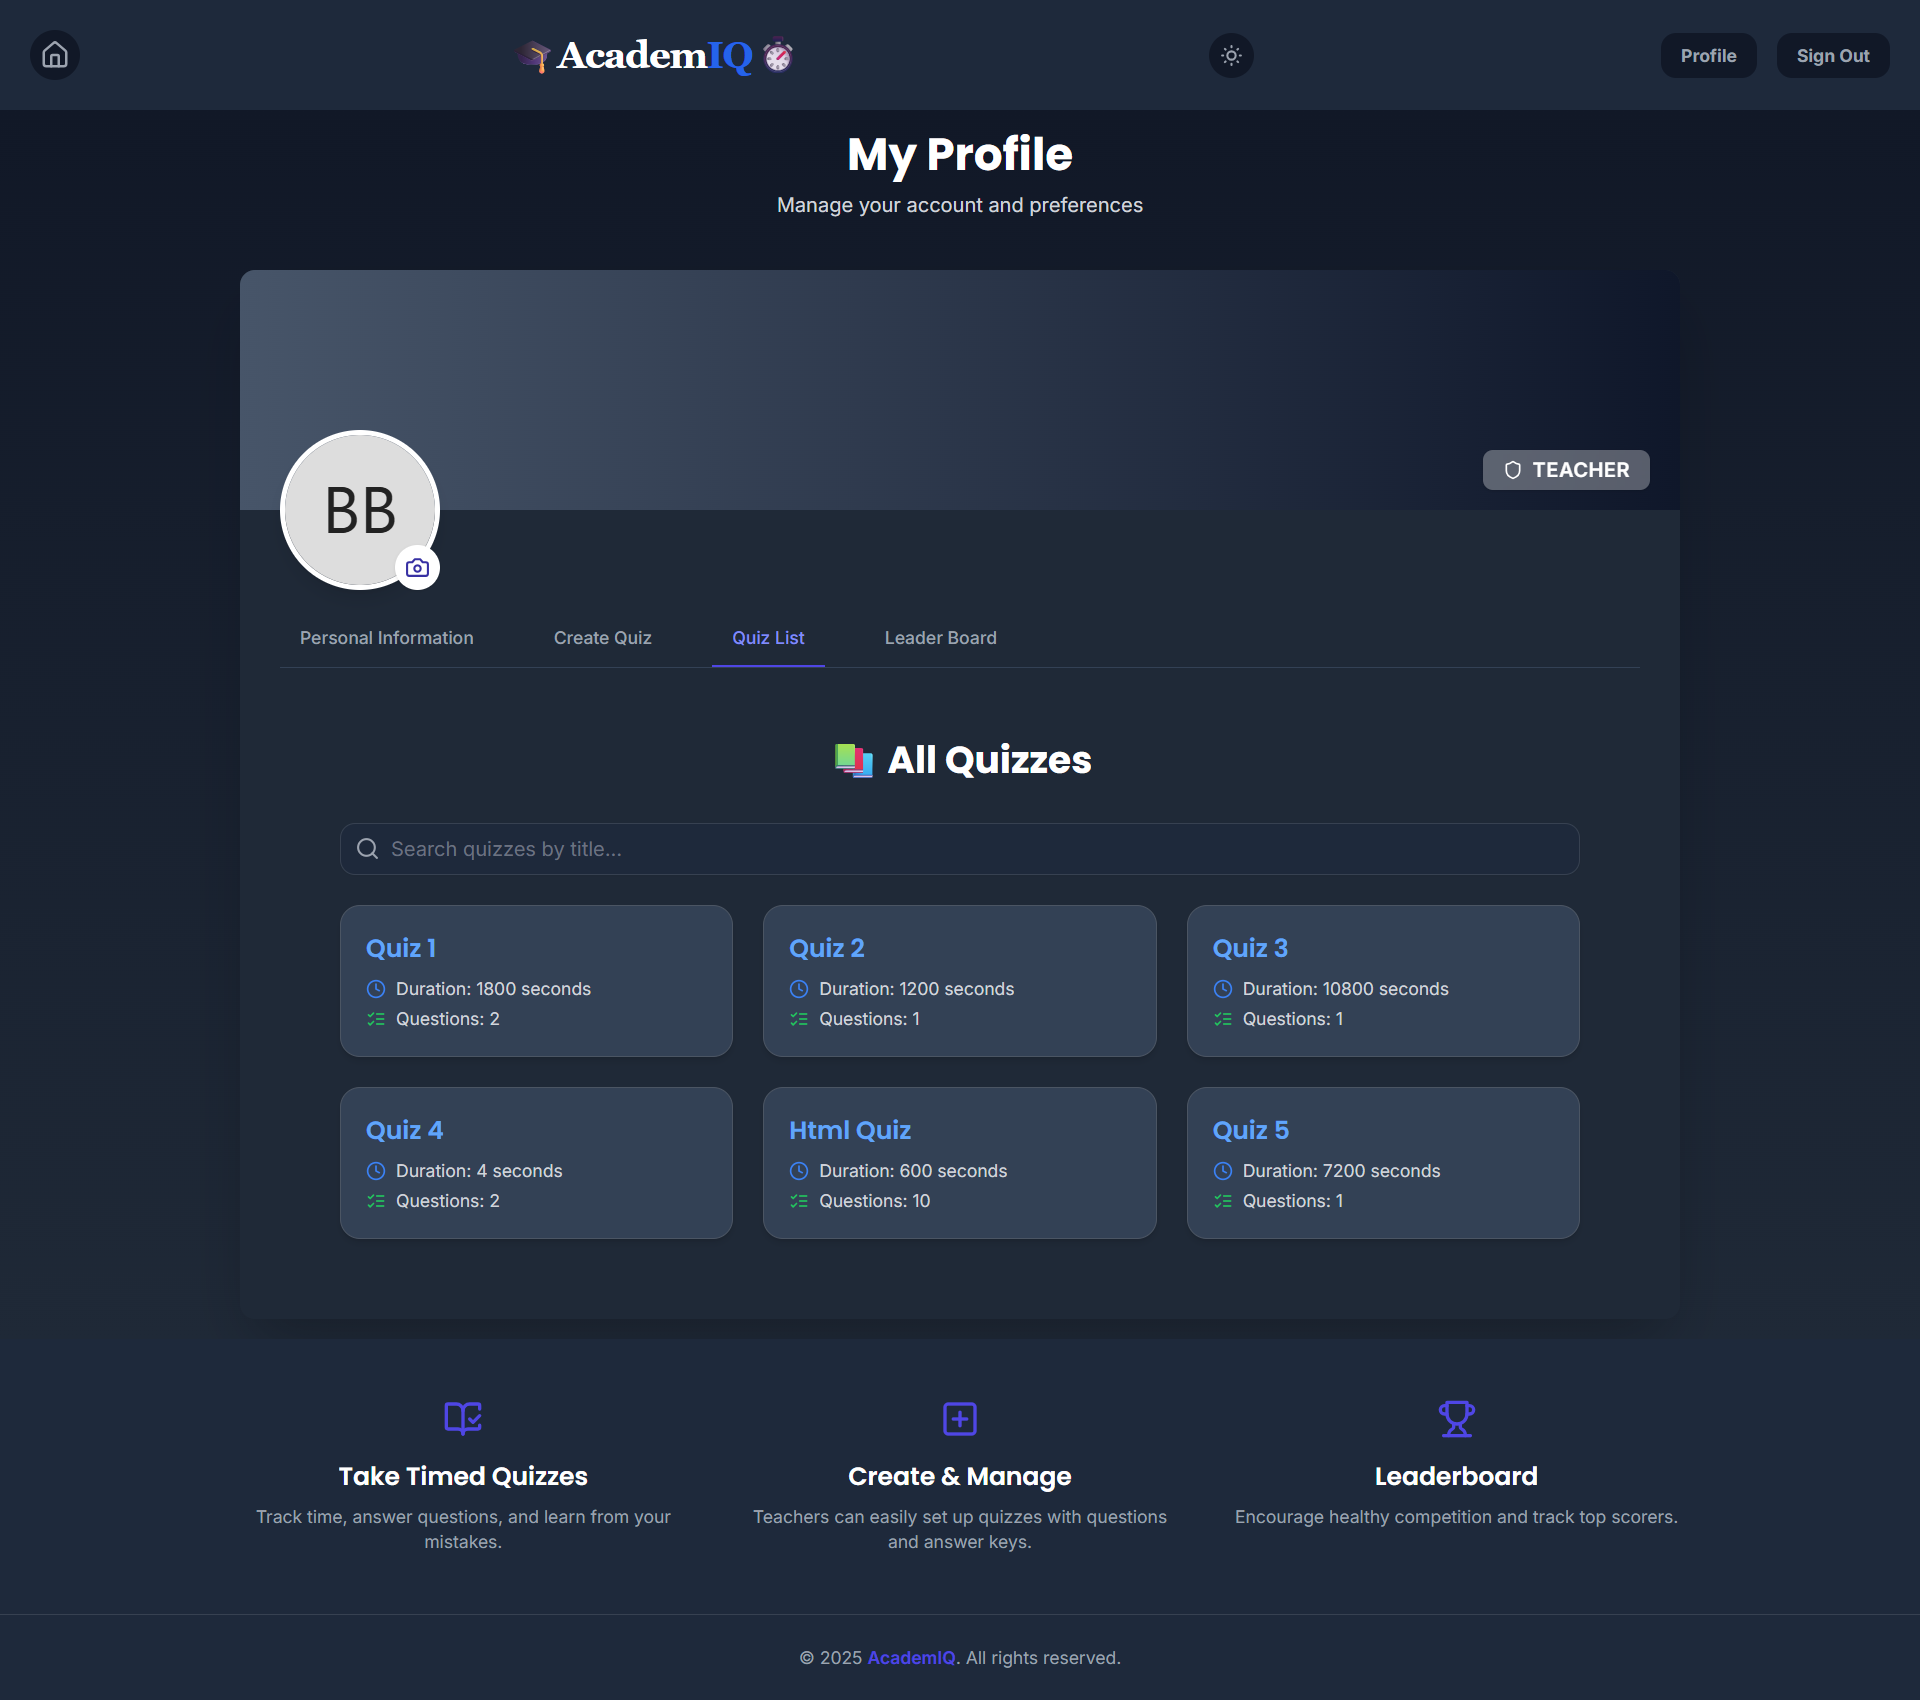 AcademIQ
Profile
Sign Out
My Profile
Manage your account and preferences
TEACHER
BB
Personal Information
Create Quiz
Quiz List
Leader Board
All Quizzes
Search quizzes by title...
Quiz 1
Duration: 1800 seconds
Questions: 2
Quiz 2
Duration: 1200 seconds
Questions: 1
Quiz 3
Duration: 10800 seconds
Questions: 1
Quiz 4
Duration: 4 seconds
Questions: 2
Html Quiz
Duration: 600 seconds
Questions: 10
Quiz 5
Duration: 7200 seconds
Questions: 1
Take Timed Quizzes
Track time, answer questions, and learn from your
mistakes.
Create & Manage
Teachers can easily set up quizzes with questions
and answer keys.
Leaderboard
Encourage healthy competition and track top scorers.
© 2025 AcademIQ. All rights reserved.